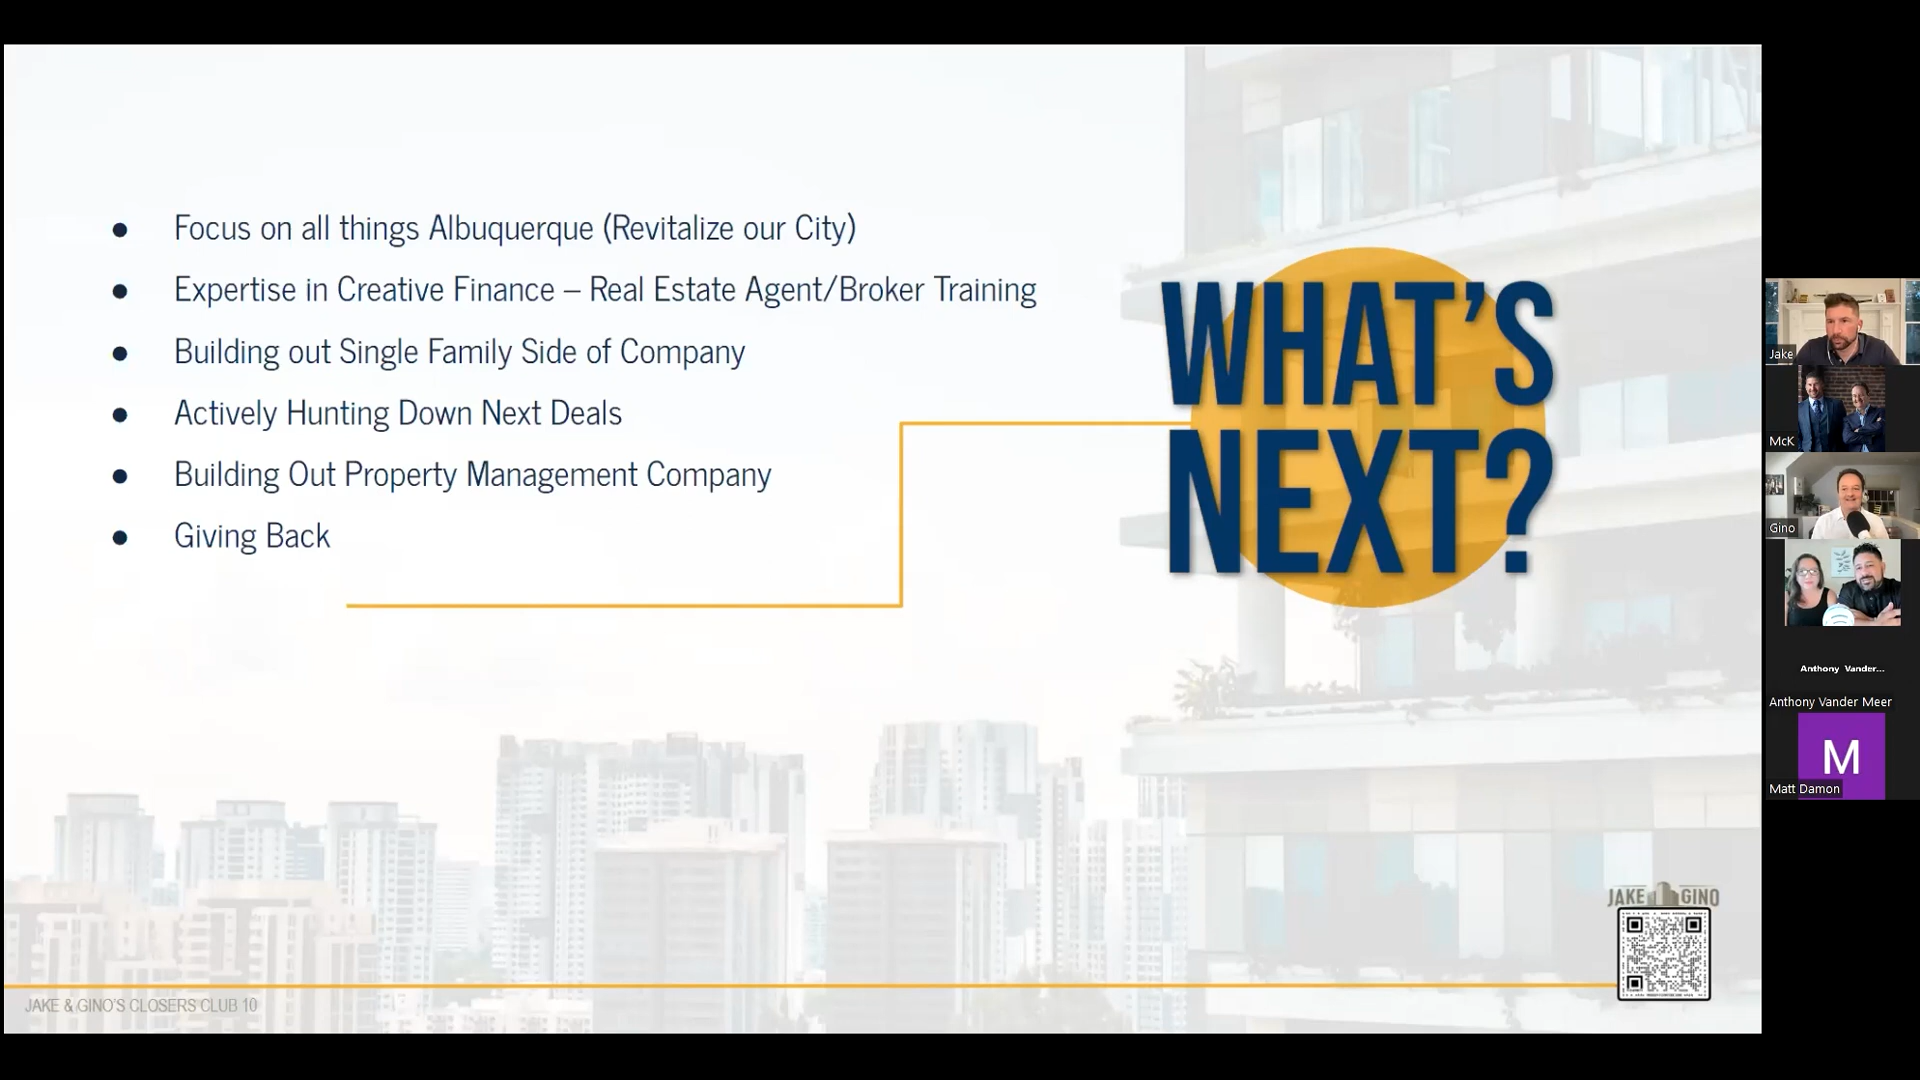 ● Focus on all things Albuquerque (Revitalize our City)
● Expertise in Creative Finance – Real Estate Agent/Broker Training
● Building out Single Family Side of Company
● Actively Hunting Down Next Deals
● Building Out Property Management Company
● Giving Back
WHAT'S
NEXT?
JAKE GINO
JAKE & GINO'S CLOSERS CLUB 10
Jake
McK
Gino
Anthony Vander...
Anthony Vander Meer
M
Matt Damon